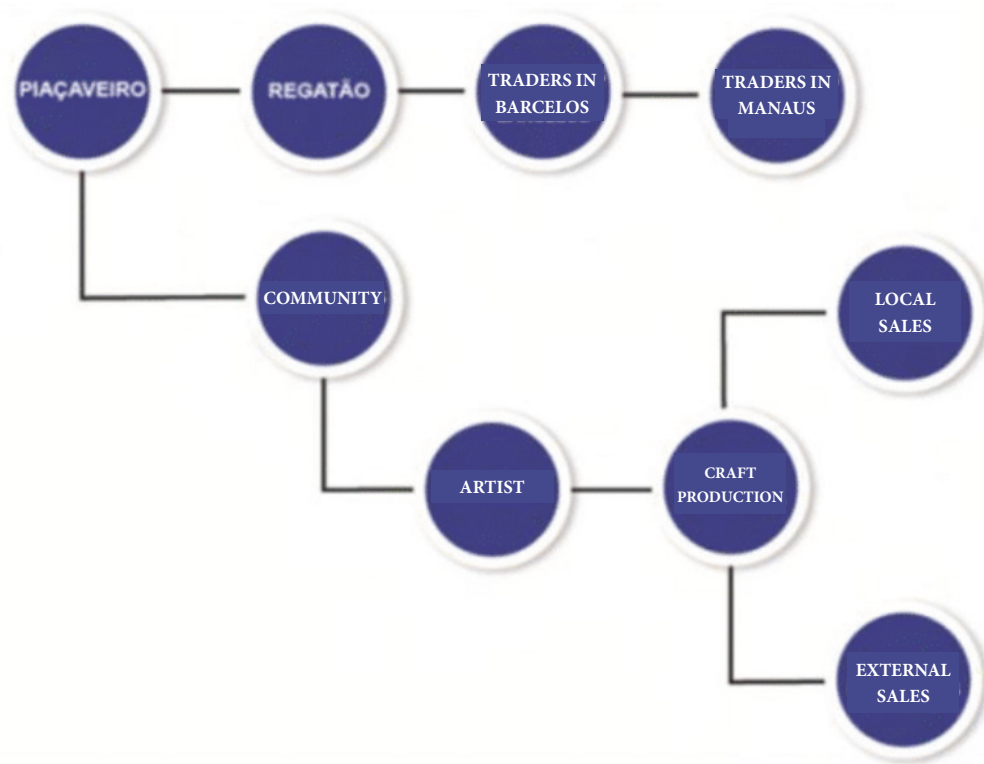 PIAÇAVEIRO
REGATÃO
TRADERS IN
BARCELOS
TRADERS IN
MANAUS
COMMUNITY
LOCAL
SALES
ARTIST
CRAFT
PRODUCTION
EXTERNAL
SALES